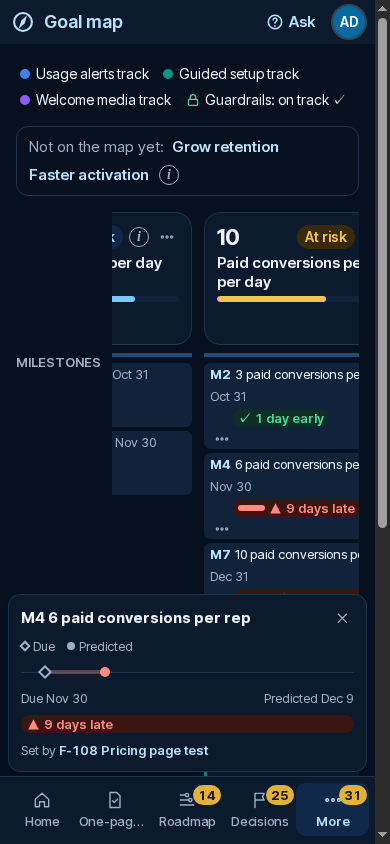 Goal map
Ask
AD
Usage alerts track
Guided setup track
Welcome media track
Guardrails: on track ✓
Not on the map yet: Grow retention
Faster activation
i
k
i
•••
per day
10
At risk
Paid conversions pe
per day
MILESTONES
Oct 31
Nov 30
M2 3 paid conversions pe
Oct 31
✓ 1 day early
•••
M4 6 paid conversions pe
Nov 30
▲ 9 days late
•••
M7 10 paid conversions p
Dec 31
M4 6 paid conversions per rep
Due
Predicted
Due Nov 30
Predicted Dec 9
▲ 9 days late
Set by F-108 Pricing page test
Home
One-pag…
14
Roadmap
25
Decisions
31
More